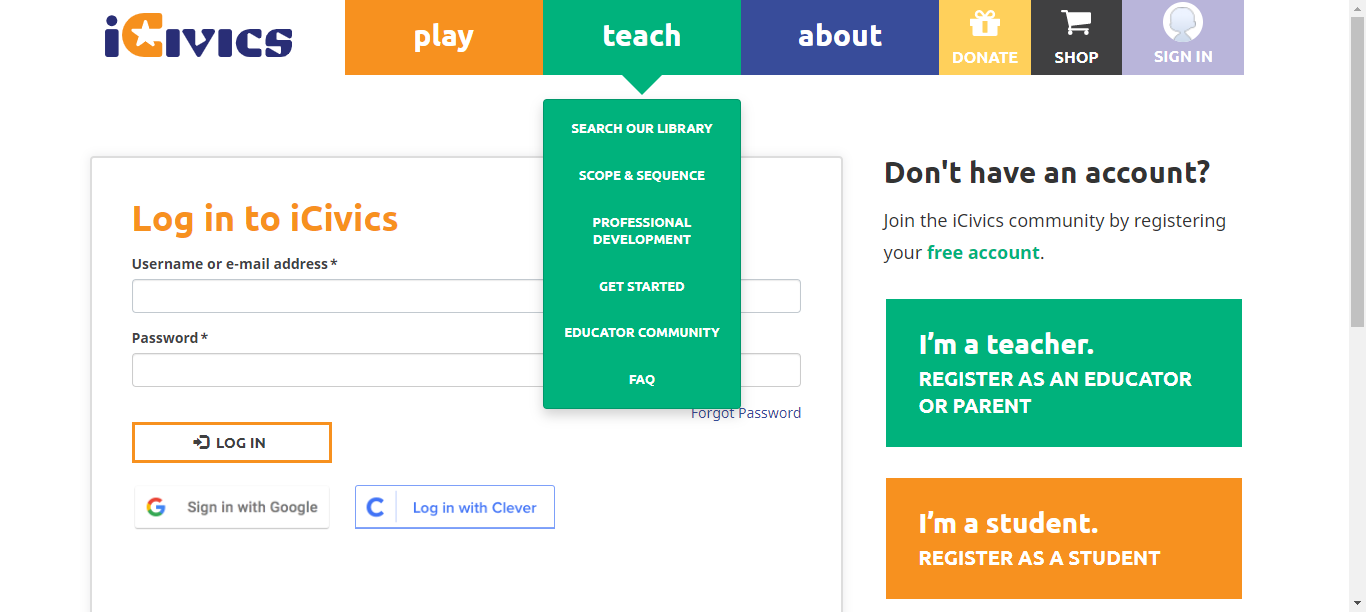 iCivics
play
teach
about
DONATE
SHOP
SIGN IN
SEARCH OUR LIBRARY
SCOPE & SEQUENCE
PROFESSIONAL
DEVELOPMENT
GET STARTED
EDUCATOR COMMUNITY
FAQ
Log in to iCivics
Username or e-mail address *
Password *
Forgot Password
LOG IN
Sign in with Google
C Log in with Clever
Don't have an account?
Join the iCivics community by registering
your free account.
I’m a teacher.
REGISTER AS AN EDUCATOR
OR PARENT
I’m a student.
REGISTER AS A STUDENT